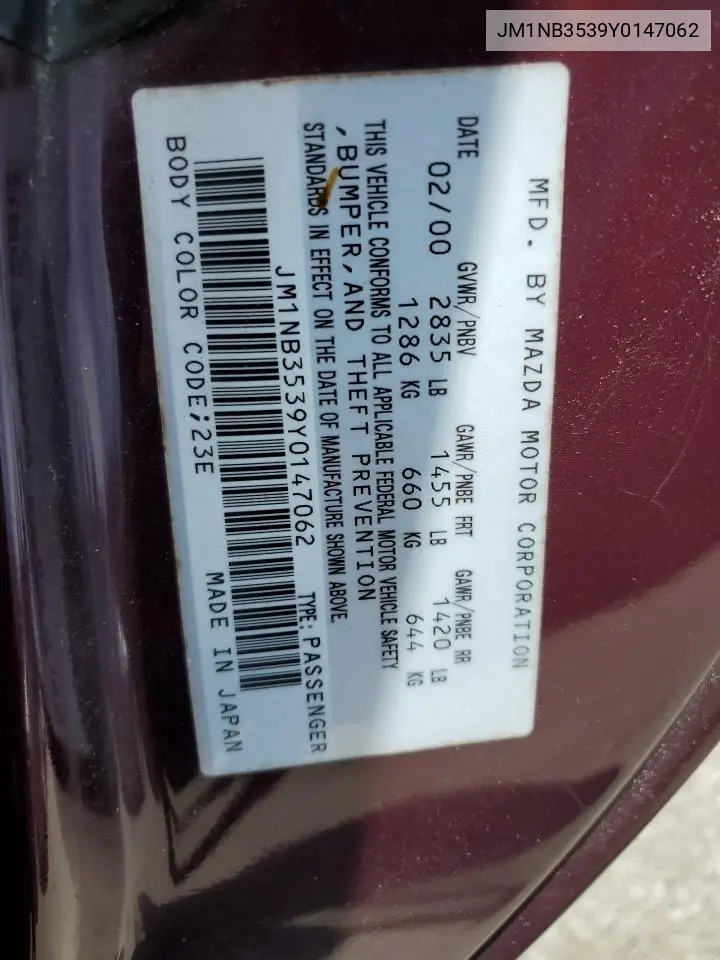 JM1NB3539Y0147062
MFD. BY MAZDA MOTOR CORPORATION
DATE GVWR/PNBV GAWR/PNBE FRT GAWR/PNBE RR
02/00 2835 LB 1455 LB 1420 LB
1286 KG 660 KG 644 KG
THIS VEHICLE CONFORMS TO ALL APPLICABLE FEDERAL MOTOR VEHICLE SAFETY
,BUMPER,AND THEFT PREVENTION
STANDARDS IN EFFECT ON THE DATE OF MANUFACTURE SHOWN ABOVE.
JM1NB3539Y0147062 TYPE: PASSENGER
BODY COLOR CODE;23E MADE IN JAPAN